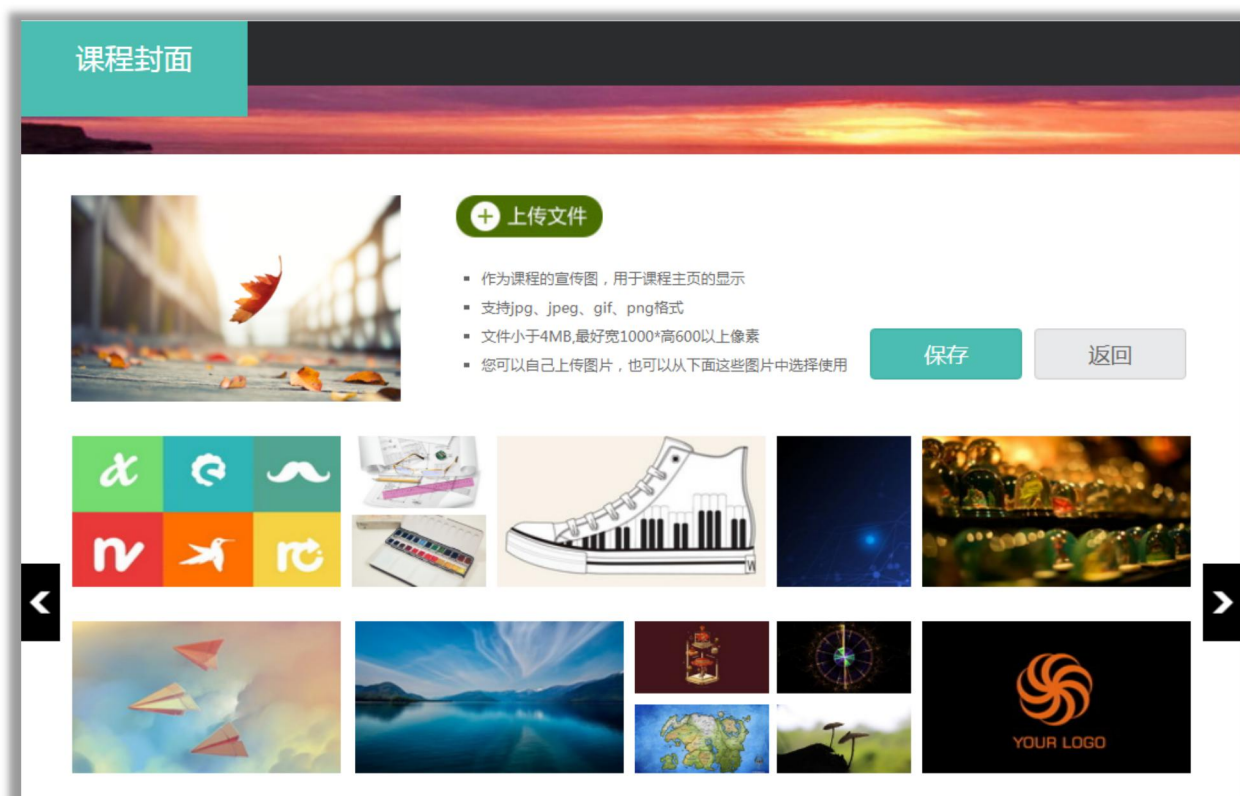 课程封面
上传文件
作为课程的宣传图，用于课程主页的显示
支持jpg、jpeg、gif、png格式
文件小于4MB,最好宽1000*高600以上像素
您可以自己上传图片，也可以从下面这些图片中选择使用
保存
返回
W
YOUR LOGO